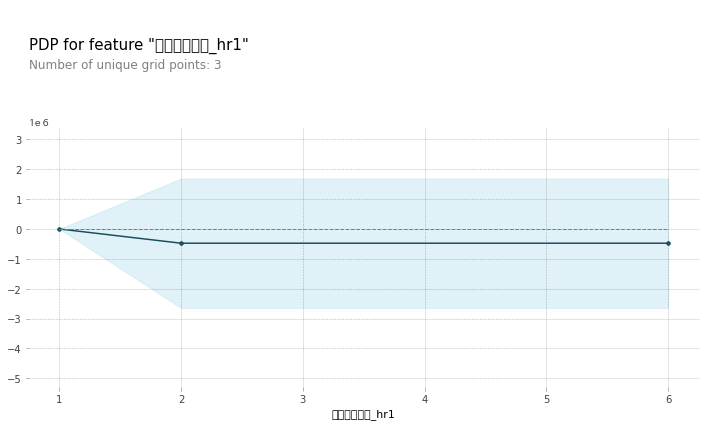 PDP for feature "□□□□□□_hr1"
Number of unique grid points: 3
1e6
3
2
1
0
−1
−2
−3
−4
−5
1 2 3 4 5 6
□□□□□□_hr1